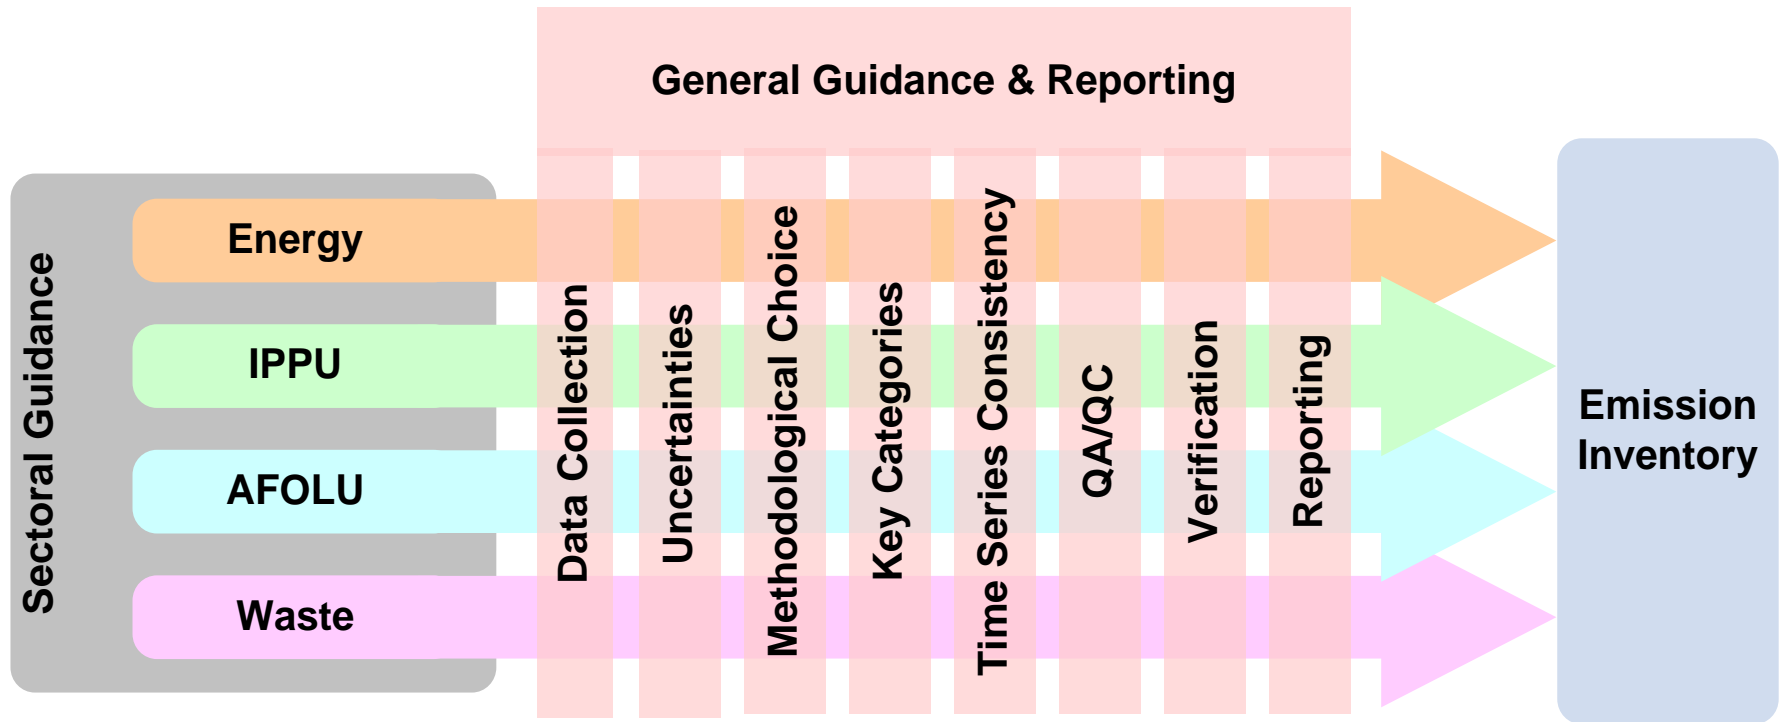 General Guidance & Reporting
Sectoral Guidance
Energy
IPPU
AFOLU
Waste
Data Collection
Uncertainties
Methodological Choice
Key Categories
Time Series Consistency
QA/QC
Verification
Reporting
Emission
Inventory